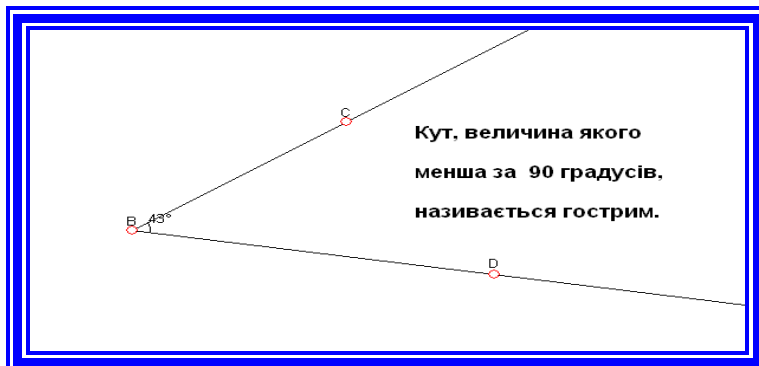 C
Кут, величина якого
менша за 90 градусів,
називається гострим.
B 43°
D